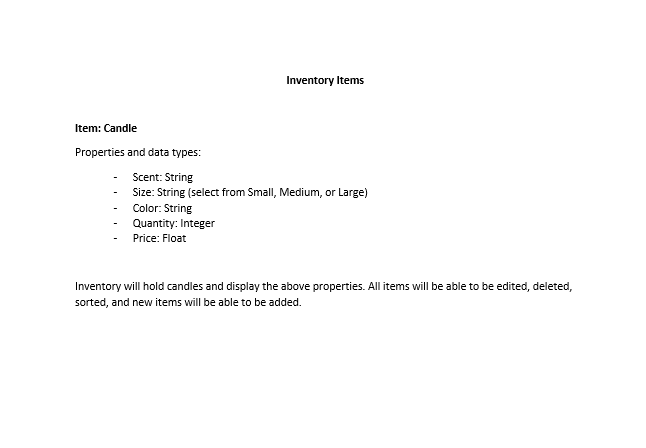 Inventory Items
Item: Candle
Properties and data types:
- Scent: String
- Size: String (select from Small, Medium, or Large)
- Color: String
- Quantity: Integer
- Price: Float
Inventory will hold candles and display the above properties. All items will be able to be edited, deleted,
sorted, and new items will be able to be added.